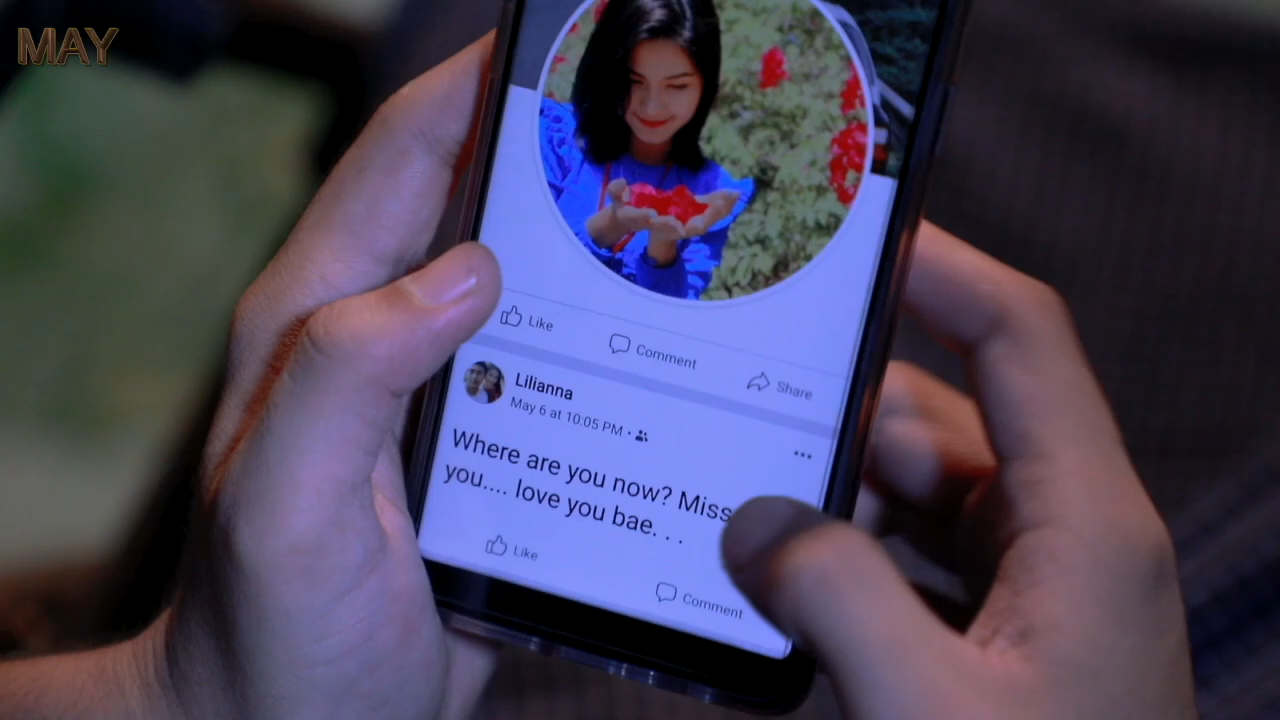 MAY
Like
Comment
Share
Lilianna
May 6 at 10:05 PM ·
Where are you now? Miss
you.... love you bae. . .
Like
Comment